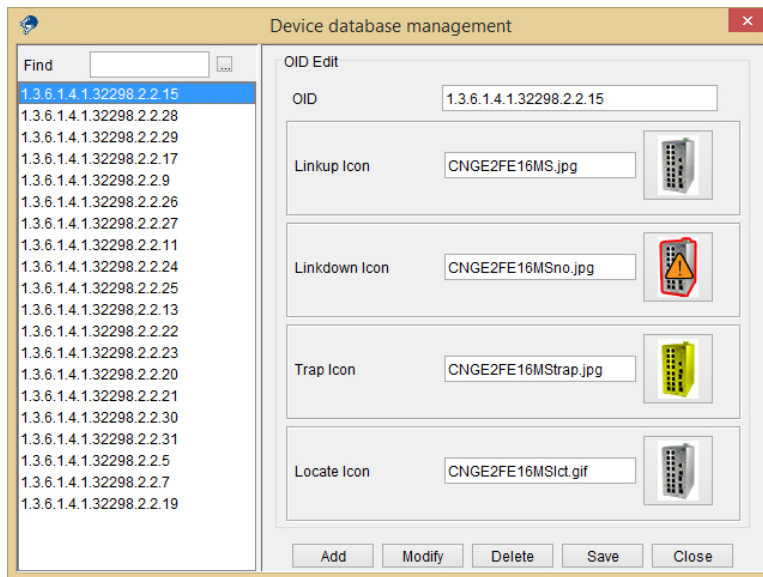 Device database management
Find
...
1.3.6.1.4.1.32298.2.2.15
1.3.6.1.4.1.32298.2.2.28
1.3.6.1.4.1.32298.2.2.29
1.3.6.1.4.1.32298.2.2.17
1.3.6.1.4.1.32298.2.2.9
1.3.6.1.4.1.32298.2.2.26
1.3.6.1.4.1.32298.2.2.27
1.3.6.1.4.1.32298.2.2.11
1.3.6.1.4.1.32298.2.2.24
1.3.6.1.4.1.32298.2.2.25
1.3.6.1.4.1.32298.2.2.13
1.3.6.1.4.1.32298.2.2.22
1.3.6.1.4.1.32298.2.2.23
1.3.6.1.4.1.32298.2.2.20
1.3.6.1.4.1.32298.2.2.21
1.3.6.1.4.1.32298.2.2.30
1.3.6.1.4.1.32298.2.2.31
1.3.6.1.4.1.32298.2.2.5
1.3.6.1.4.1.32298.2.2.7
1.3.6.1.4.1.32298.2.2.19
OID Edit
OID 1.3.6.1.4.1.32298.2.2.15
Linkup Icon CNGE2FE16MS.jpg
Linkdown Icon CNGE2FE16MSno.jpg
Trap Icon CNGE2FE16MStrap.jpg
Locate Icon CNGE2FE16MSlct.gif
Add Modify Delete Save Close